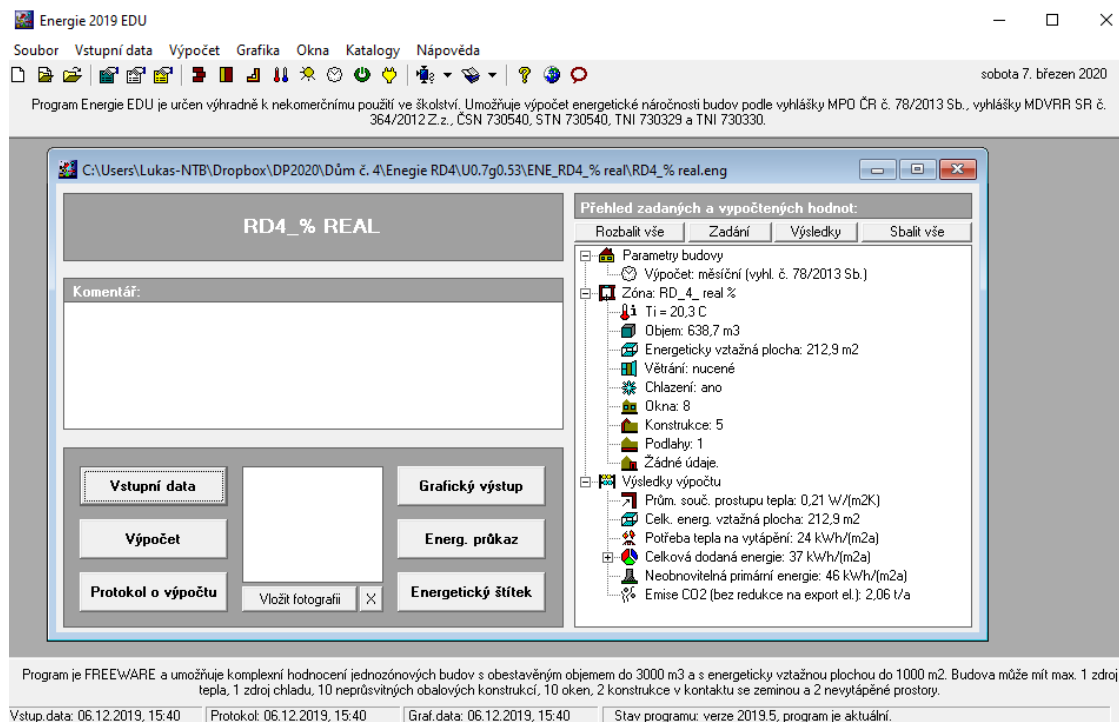 Energie 2019 EDU
Soubor Vstupní data Výpočet Grafika Okna Katalogy Nápověda
sobota 7. březen 2020
Program Energie EDU je určen výhradně k nekomerčnímu použití ve školství. Umožňuje výpočet energetické náročnosti budov podle vyhlášky MPO ČR č. 78/2013 Sb., vyhlášky MDVRR SR č.
364/2012 Z.z., ČSN 730540, STN 730540, TNI 730329 a TNI 730330.
C:\Users\Lukas-NTB\Dropbox\DP2020\Dům č. 4\Enegie RD4\U0.7g0.53\ENE_RD4_% real\RD4_% real.eng
RD4_% REAL
Komentář:
Vstupní data
Výpočet
Protokol o výpočtu
Vložit fotografii X
Grafický výstup
Energ. průkaz
Energetický štítek
Přehled zadaných a vypočtených hodnot:
Rozbalit vše Zadání Výsledky Sbalit vše
Parametry budovy
Výpočet: měsíční (vyhl. č. 78/2013 Sb.)
Zóna: RD_4_ real %
Ti = 20,3 C
Objem: 638,7 m3
Energeticky vztažná plocha: 212,9 m2
Větrání: nucené
Chlazení: ano
Okna: 8
Konstrukce: 5
Podlahy: 1
Žádné údaje.
Výsledky výpočtu
Prům. souč. prostupu tepla: 0,21 W/(m2K)
Celk. energ. vztažná plocha: 212,9 m2
Potřeba tepla na vytápění: 24 kWh/(m2a)
Celková dodaná energie: 37 kWh/(m2a)
Neobnovitelná primární energie: 46 kWh/(m2a)
Emise CO2 (bez redukce na export el.): 2,06 t/a
Program je FREEWARE a umožňuje komplexní hodnocení jednozónových budov s obestavěným objemem do 3000 m3 a s energeticky vztažnou plochou do 1000 m2. Budova může mít max. 1 zdroj
tepla, 1 zdroj chladu, 10 neprůsvitných obalových konstrukcí, 10 oken, 2 konstrukce v kontaktu se zeminou a 2 nevytápěné prostory.
Vstup.data: 06.12.2019, 15:40 Protokol: 06.12.2019, 15:40 Graf.data: 06.12.2019, 15:40 Stav programu: verze 2019.5, program je aktuální.